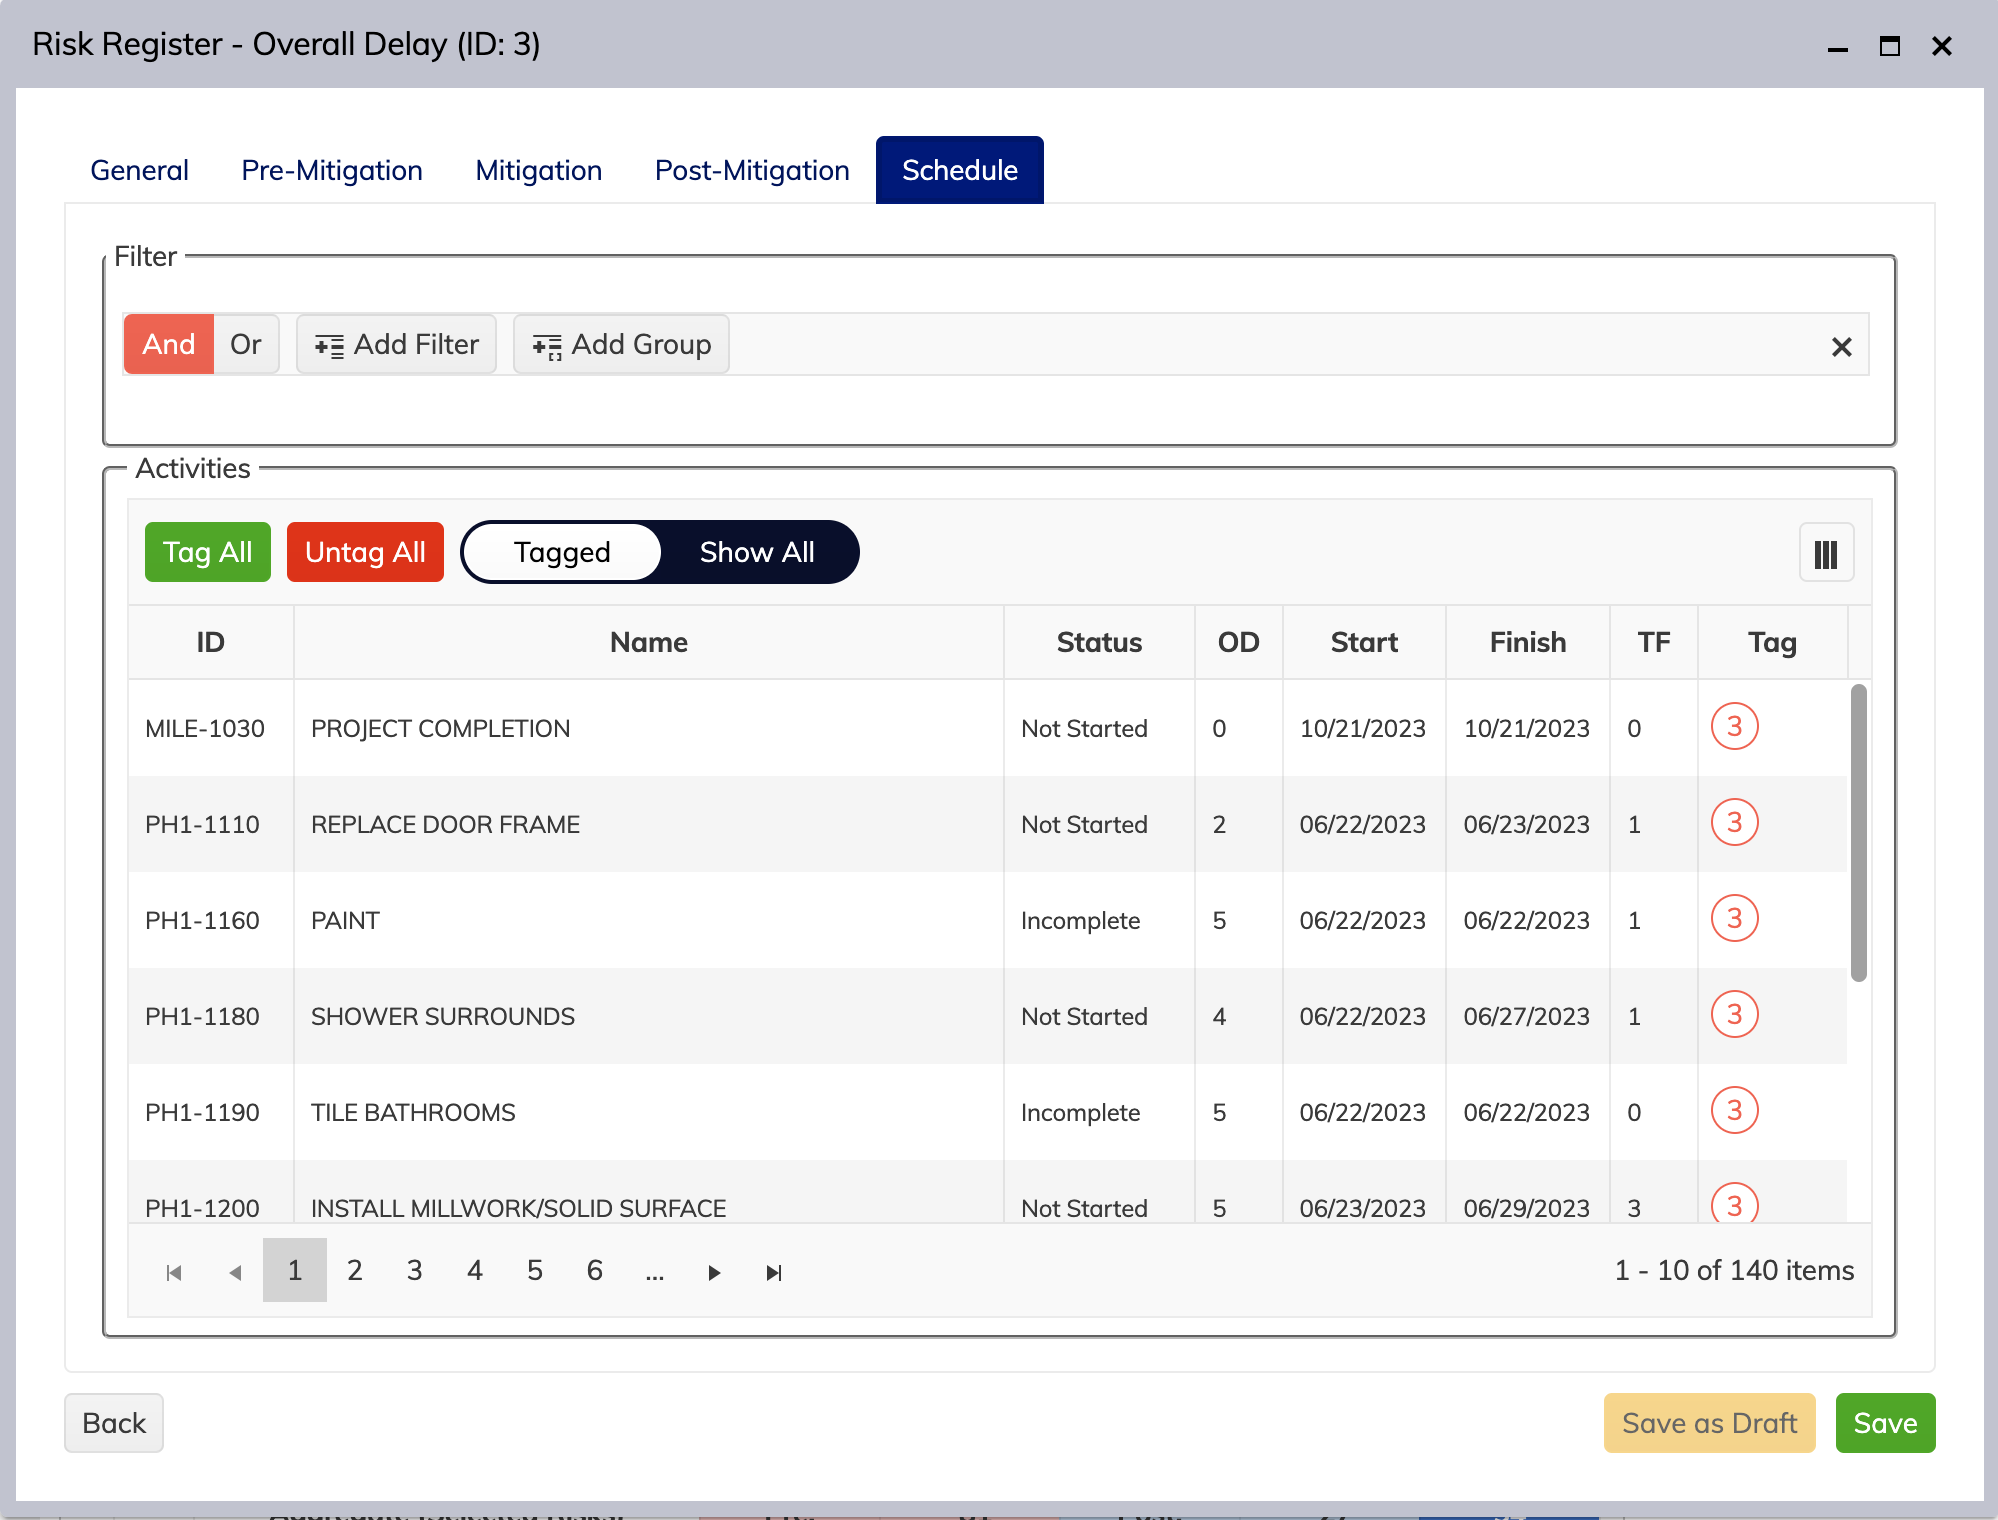 Risk Register - Overall Delay (ID: 3)
General Pre-Mitigation Mitigation Post-Mitigation Schedule
Filter
And Or Add Filter Add Group
Activities
Tag All Untag All Tagged Show All
ID Name Status OD Start Finish TF Tag
MILE-1030 PROJECT COMPLETION Not Started 0 10/21/2023 10/21/2023 0 3
PH1-1110 REPLACE DOOR FRAME Not Started 2 06/22/2023 06/23/2023 1 3
PH1-1160 PAINT Incomplete 5 06/22/2023 06/22/2023 1 3
PH1-1180 SHOWER SURROUNDS Not Started 4 06/22/2023 06/27/2023 1 3
PH1-1190 TILE BATHROOMS Incomplete 5 06/22/2023 06/22/2023 0 3
PH1-1200 INSTALL MILLWORK/SOLID SURFACE Not Started 5 06/23/2023 06/29/2023 3 3
1 2 3 4 5 6 ... 1 - 10 of 140 items
Back Save as Draft Save